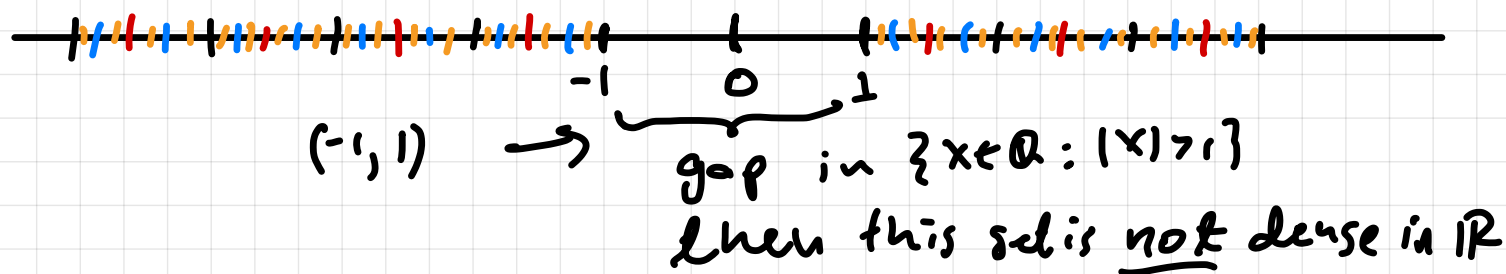 -1 0 1
(-1, 1) → gap in {x∈ℚ : |x|>1}
then this set is not dense in ℝ